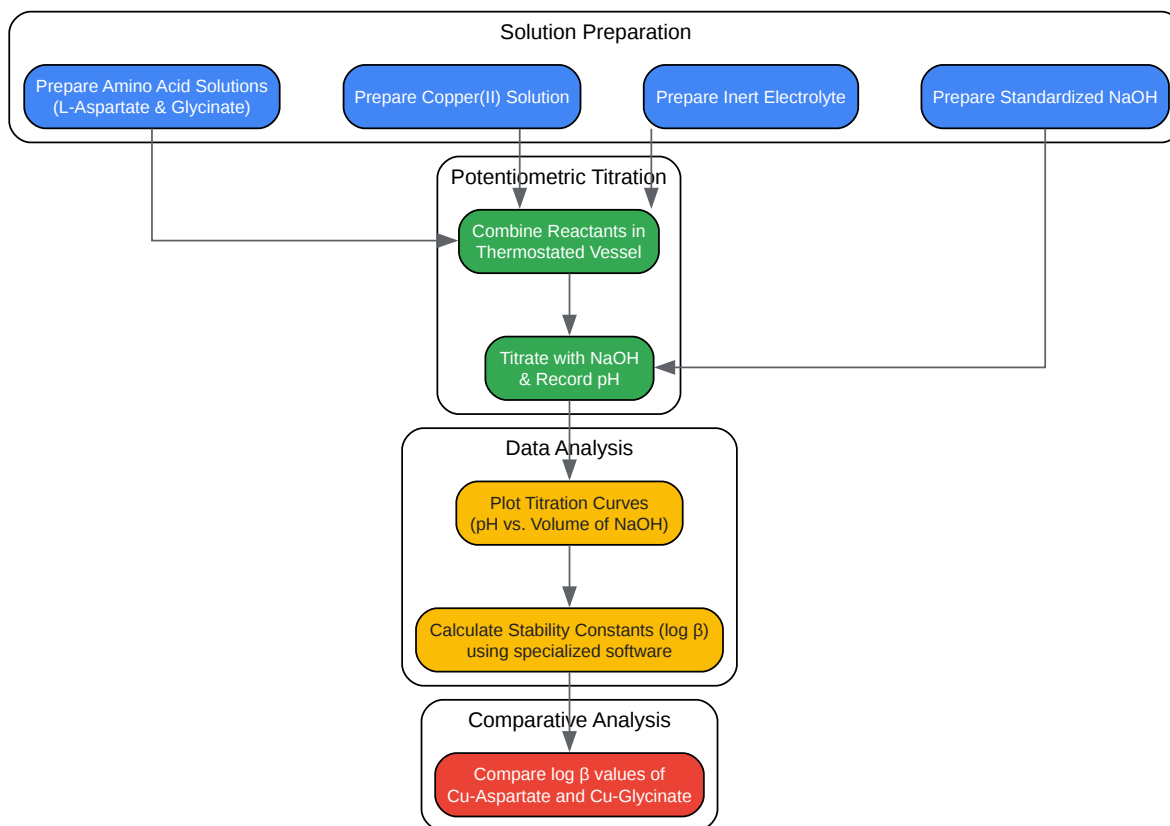 Solution Preparation
Prepare Amino Acid Solutions
(L-Aspartate & Glycinate)
Prepare Copper(II) Solution
Prepare Inert Electrolyte
Prepare Standardized NaOH
Potentiometric Titration
Combine Reactants in
Thermostated Vessel
Titrate with NaOH
& Record pH
Data Analysis
Plot Titration Curves
(pH vs. Volume of NaOH)
Calculate Stability Constants (log β)
using specialized software
Comparative Analysis
Compare log β values of
Cu-Aspartate and Cu-Glycinate